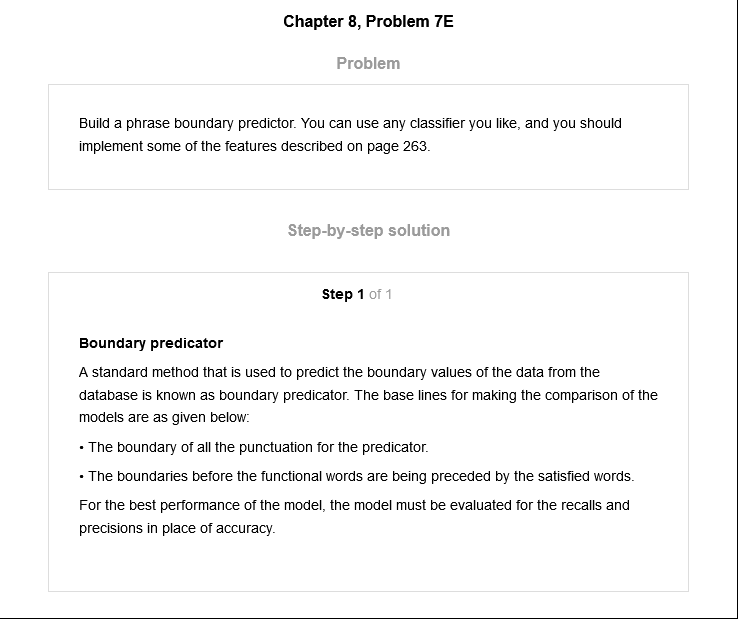 Chapter 8, Problem 7E
Problem
Build a phrase boundary predictor. You can use any classifier you like, and you should
implement some of the features described on page 263.
Step-by-step solution
Step 1 of 1
Boundary predicator
A standard method that is used to predict the boundary values of the data from the
database is known as boundary predicator. The base lines for making the comparison of the
models are as given below:
• The boundary of all the punctuation for the predicator.
• The boundaries before the functional words are being preceded by the satisfied words.
For the best performance of the model, the model must be evaluated for the recalls and
precisions in place of accuracy.